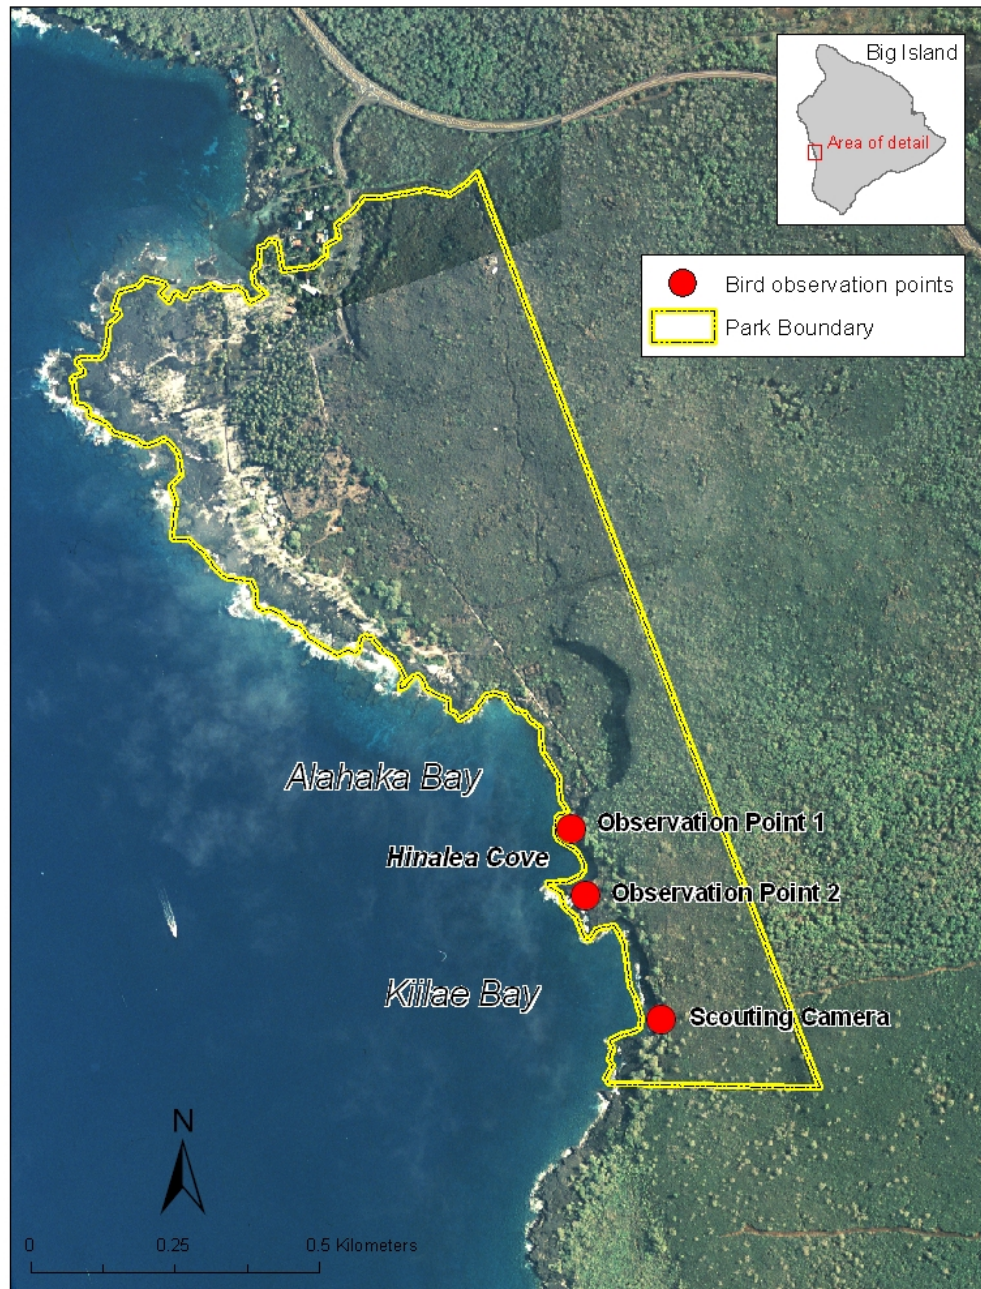 Big Island
Area of detail
Bird observation points
Park Boundary
Alahaka Bay
Observation Point 1
Hinalea Cove
Observation Point 2
Kiilae Bay
Scouting Camera
N
0 0.25 0.5 Kilometers